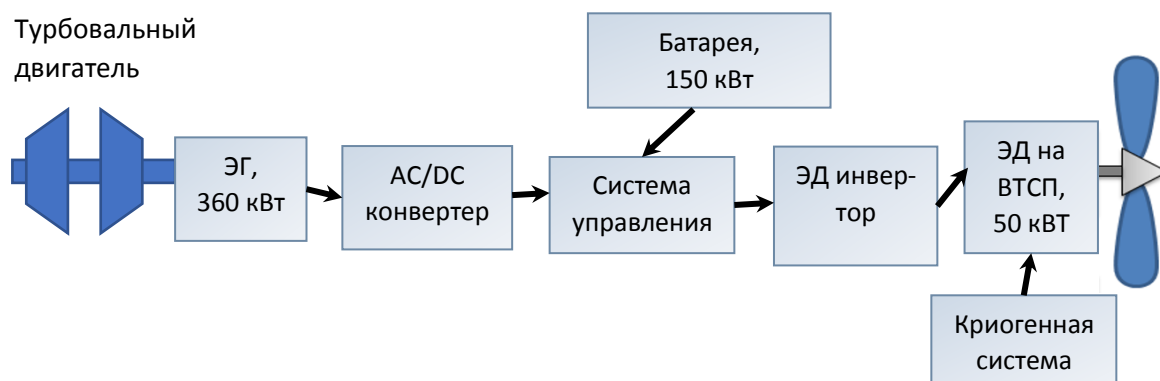 Турбовальный
двигатель
Батарея,
150 кВт
ЭГ,
360 кВт
AC/DC
конвертер
Система
управления
ЭД инвер-
тор
ЭД на
ВТСП,
50 кВТ
Криогенная
система